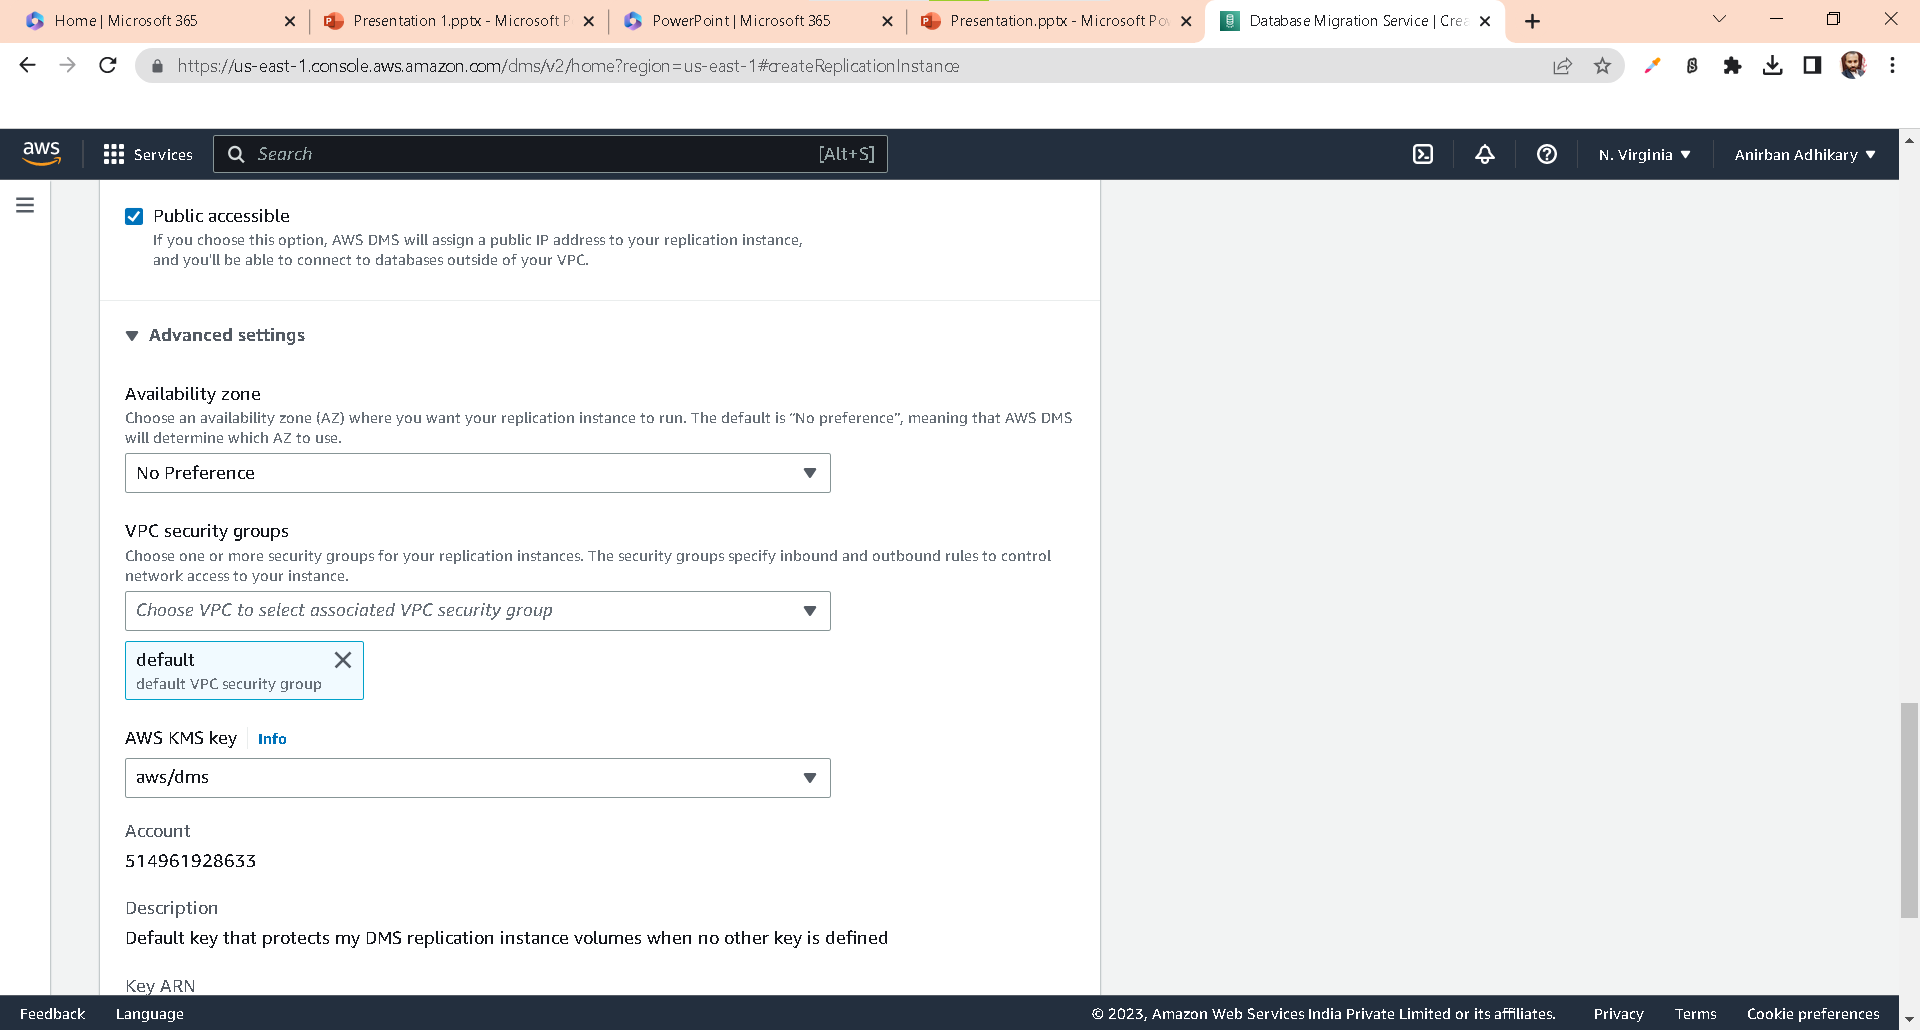 Home | Microsoft 365
Presentation 1.pptx - Microsoft P
PowerPoint | Microsoft 365
Presentation.pptx - Microsoft Po
Database Migration Service | Crea
https://us-east-1.console.aws.amazon.com/dms/v2/home?region=us-east-1#createReplicationInstance
aws
Services
Search
[Alt+S]
N. Virginia
Anirban Adhikary
Public accessible
If you choose this option, AWS DMS will assign a public IP address to your replication instance,
and you'll be able to connect to databases outside of your VPC.
Advanced settings
Availability zone
Choose an availability zone (AZ) where you want your replication instance to run. The default is “No preference”, meaning that AWS DMS
will determine which AZ to use.
No Preference
VPC security groups
Choose one or more security groups for your replication instances. The security groups specify inbound and outbound rules to control
network access to your instance.
Choose VPC to select associated VPC security group
default
default VPC security group
AWS KMS key
Info
aws/dms
Account
514961928633
Description
Default key that protects my DMS replication instance volumes when no other key is defined
Key ARN
Feedback
Language
© 2023, Amazon Web Services India Private Limited or its affiliates.
Privacy
Terms
Cookie preferences